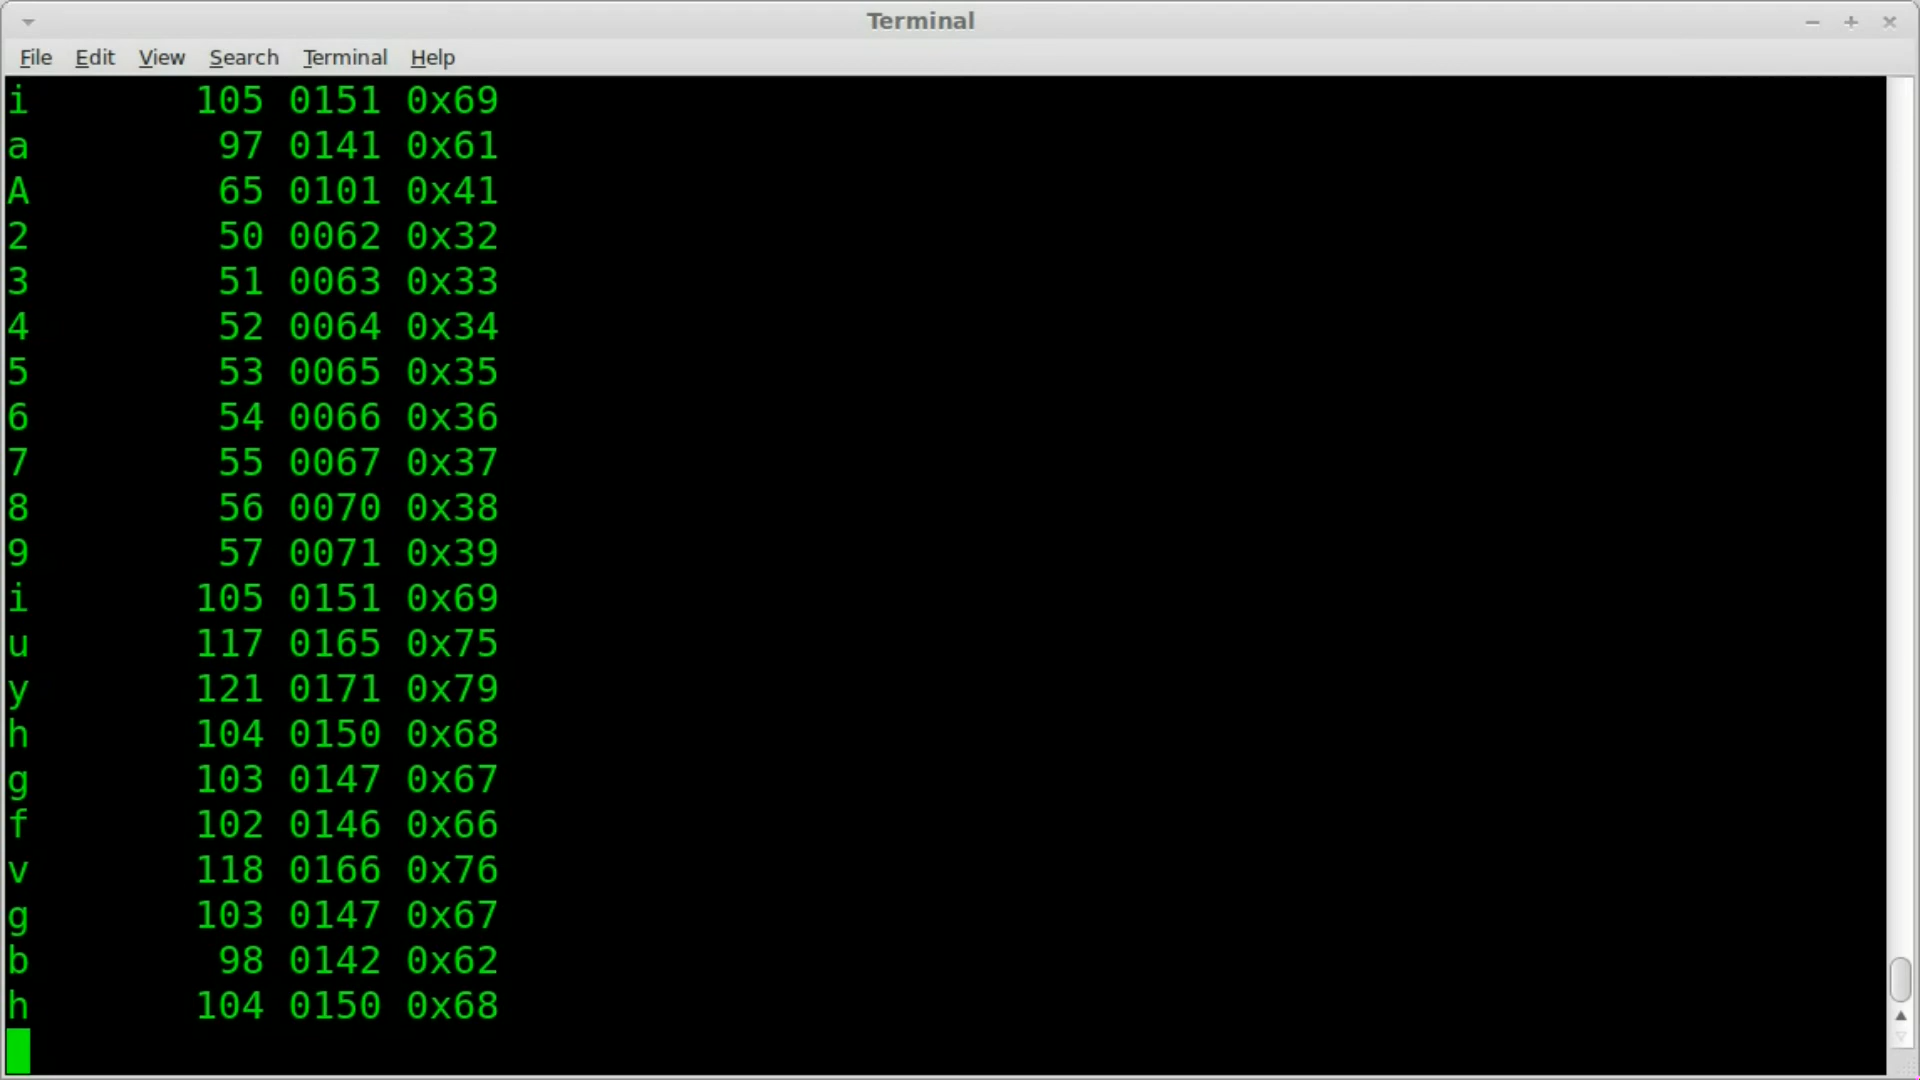 Terminal
File Edit View Search Terminal Help
i 105 0151 0x69
a 97 0141 0x61
A 65 0101 0x41
2 50 0062 0x32
3 51 0063 0x33
4 52 0064 0x34
5 53 0065 0x35
6 54 0066 0x36
7 55 0067 0x37
8 56 0070 0x38
9 57 0071 0x39
i 105 0151 0x69
u 117 0165 0x75
y 121 0171 0x79
h 104 0150 0x68
g 103 0147 0x67
f 102 0146 0x66
v 118 0166 0x76
g 103 0147 0x67
b 98 0142 0x62
h 104 0150 0x68